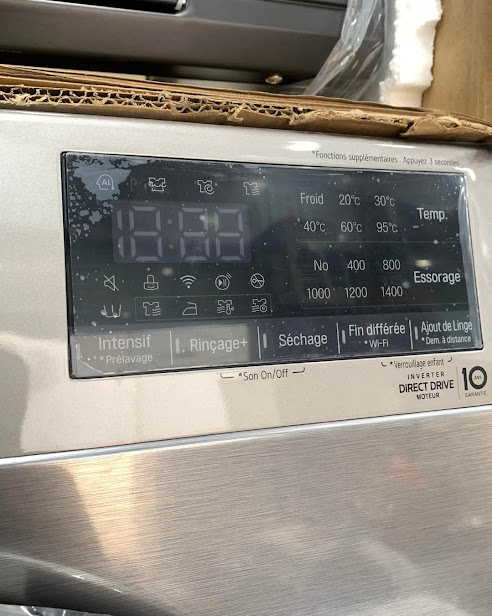 *Fonctions supplémentaires : Appuyez 3 secondes
AI
18:88
Froid 20°c 30°c
40°c 60°c 95°c
Temp.
No 400 800
1000 1200 1400
Essorage
Intensif
*Prélavage
Rinçage+
Séchage
Fin différée
*Wi-Fi
Ajout de Linge
*Dem. à distance
*Son On/Off
*Verrouillage enfant
INVERTER
DIRECT DRIVE
MOTEUR
10 ANS
GARANTIE